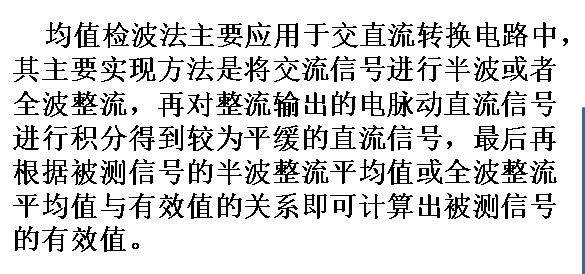 均值检波法主要应用于交直流转换电路中，
其主要实现方法是将交流信号进行半波或者
全波整流，再对整流输出的电脉动直流信号
进行积分得到较为平缓的直流信号，最后再
根据被测信号的半波整流平均值或全波整流
平均值与有效值的关系即可计算出被测信号
的有效值。